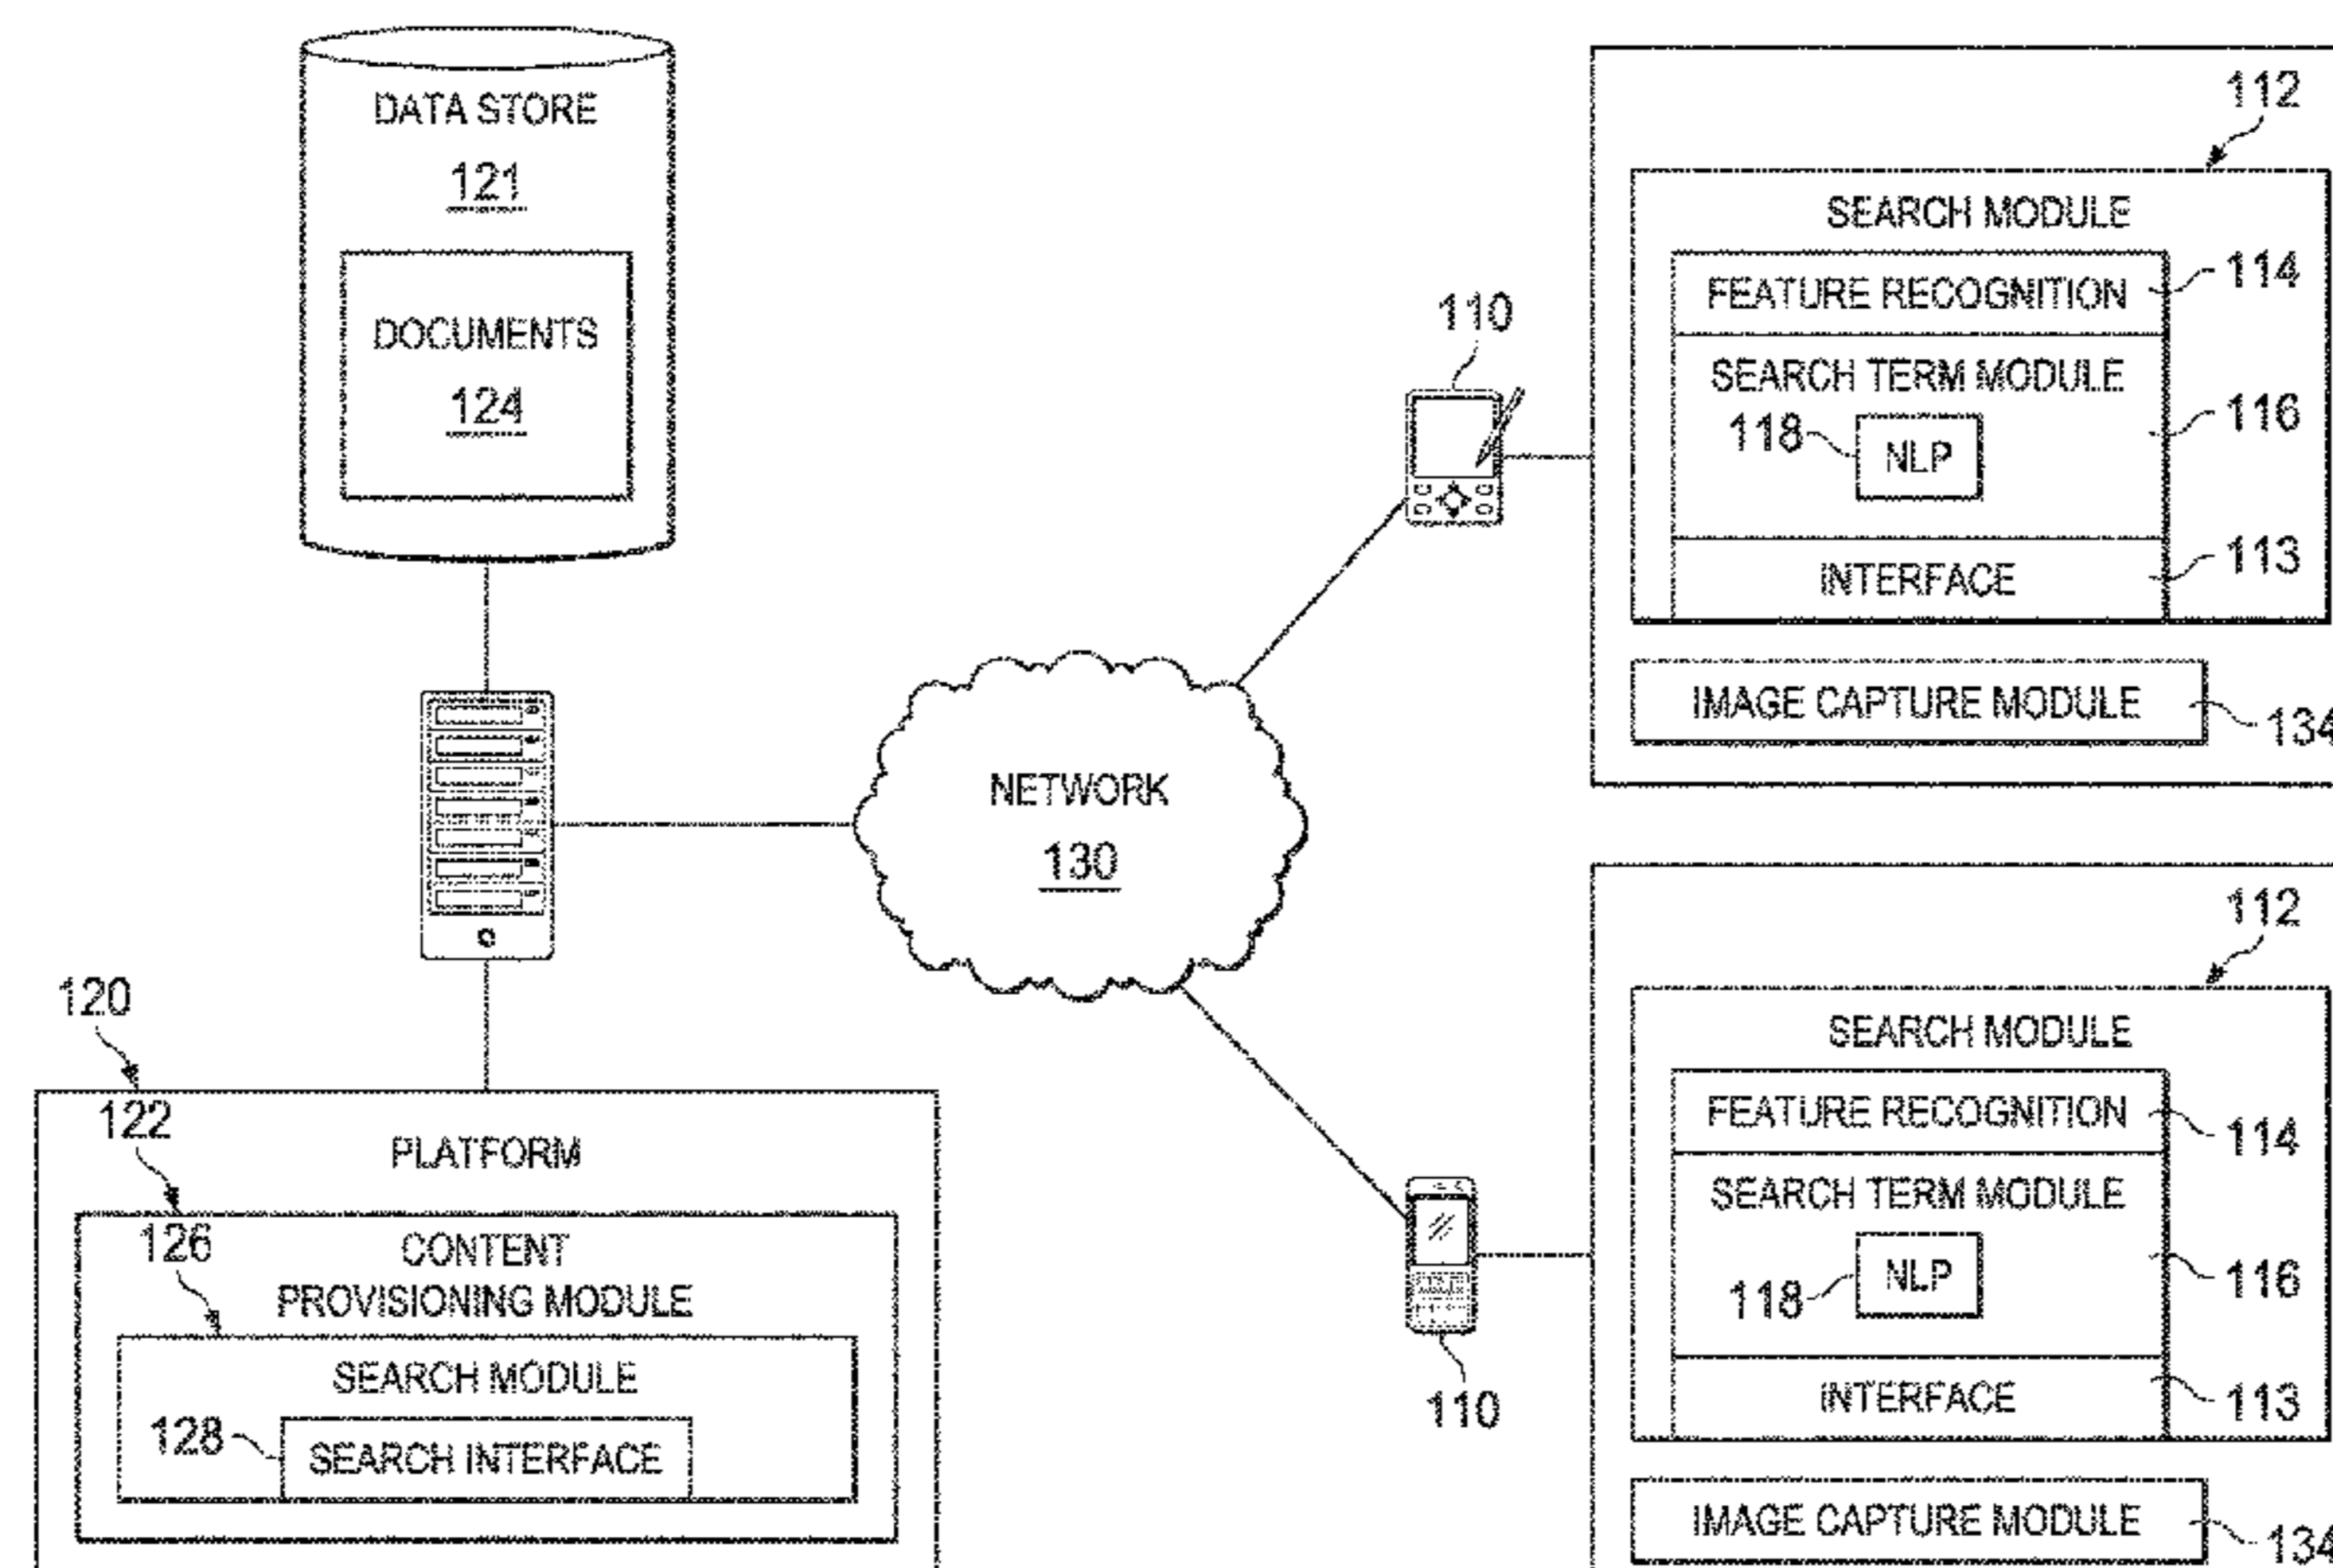 DATA STORE
121
DOCUMENTS
124
120
122
PLATFORM
126
CONTENT
PROVISIONING MODULE
SEARCH MODULE
128
SEARCH INTERFACE
NETWORK
130
110
112
SEARCH MODULE
FEATURE RECOGNITION
114
SEARCH TERM MODULE
116
118
NLP
113
INTERFACE
IMAGE CAPTURE MODULE
134
110
112
SEARCH MODULE
FEATURE RECOGNITION
114
SEARCH TERM MODULE
116
118
NLP
INTERFACE
113
IMAGE CAPTURE MODULE
134